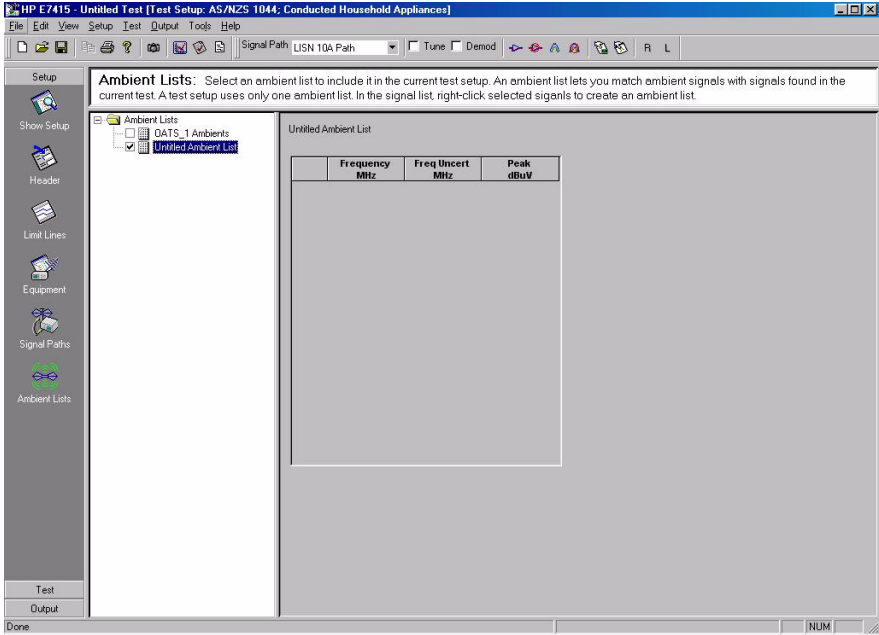 HP E7415 - Untitled Test [Test Setup: AS/NZS 1044; Conducted Household Appliances]
File Edit View Setup Test Output Tools Help
Signal Path LISN 10A Path Tune Demod R L
Setup
Show Setup
Header
Limit Lines
Equipment
Signal Paths
Ambient Lists
Test
Output
Ambient Lists: Select an ambient list to include it in the current test setup. An ambient list lets you match ambient signals with signals found in the
current test. A test setup uses only one ambient list. In the signal list, right-click selected siganls to create an ambient list.
Ambient Lists
OATS_1 Ambients
Untitled Ambient List
Untitled Ambient List
Frequency MHz Freq Uncert MHz Peak dBuV
Done NUM